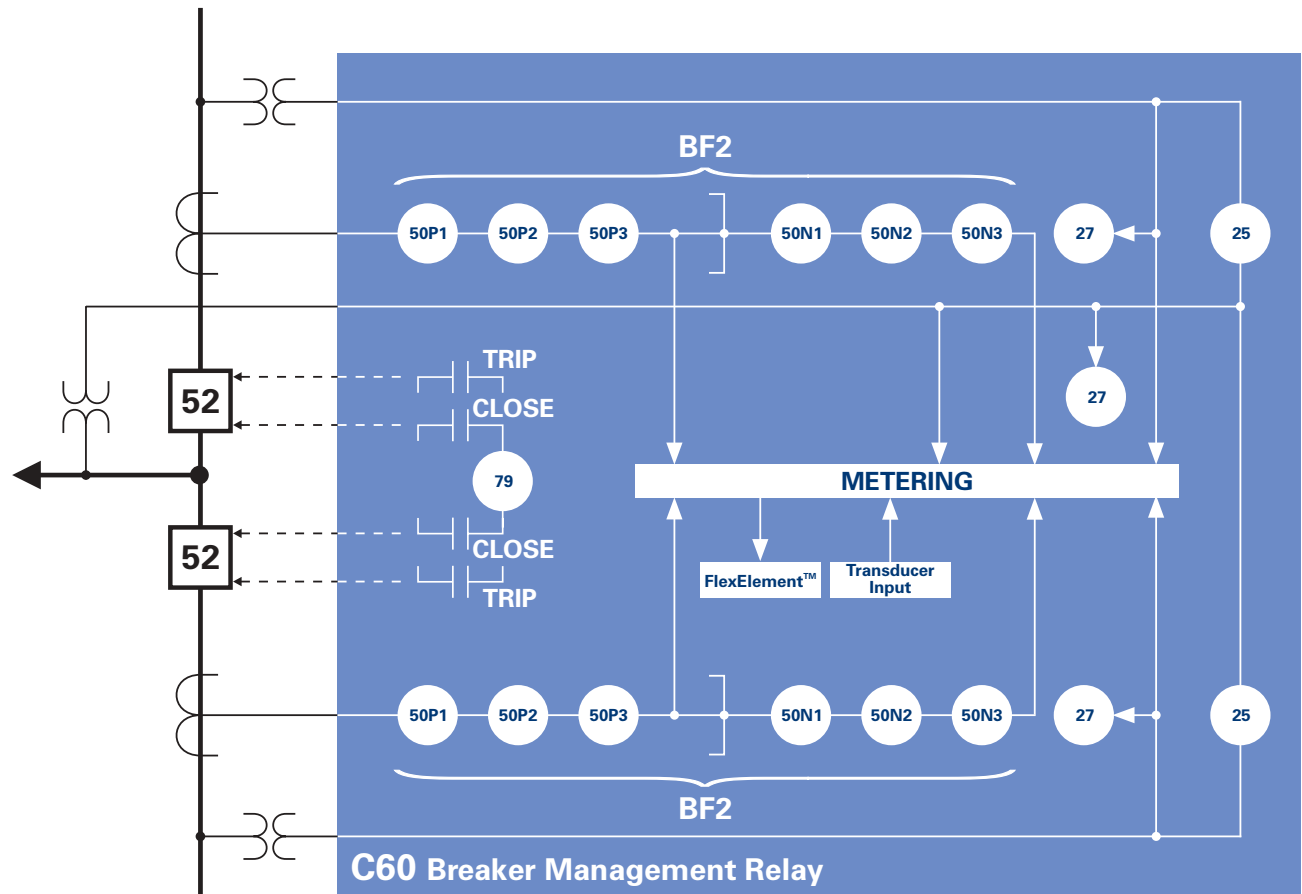 BF2
50P1 50P2 50P3 50N1 50N2 50N3 27 25
TRIP
52
CLOSE
27
79
METERING
52
CLOSE
FlexElement™ Transducer
Input
TRIP
50P1 50P2 50P3 50N1 50N2 50N3 27 25
BF2
C60 Breaker Management Relay